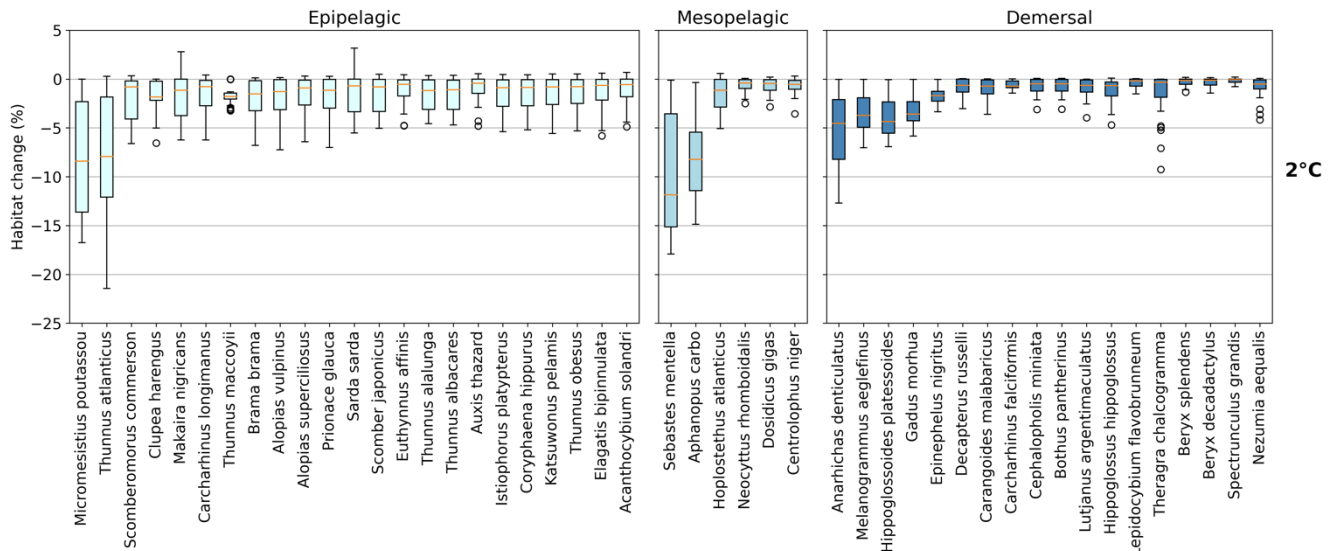 Epipelagic
Mesopelagic
Demersal
Habitat change (%)
5
0
−5
−10
−15
−20
−25
2°C
Micromesistius poutassou
Thunnus atlanticus
Scomberomorus commerson
Clupea harengus
Makaira nigricans
Carcharhinus longimanus
Thunnus maccoyii
Brama brama
Alopias vulpinus
Alopias superciliosus
Prionace glauca
Sarda sarda
Scomber japonicus
Euthynnus affinis
Thunnus alalunga
Thunnus albacares
Auxis thazard
Istiophorus platypterus
Coryphaena hippurus
Katsuwonus pelamis
Thunnus obesus
Elagatis bipinnulata
Acanthocybium solandri
Sebastes mentella
Aphanopus carbo
Hoplostethus atlanticus
Neocyttus rhomboidalis
Dosidicus gigas
Centrolophus niger
Anarhichas denticulatus
Melanogrammus aeglefinus
Hippoglossoides platessoides
Gadus morhua
Epinephelus nigritus
Decapterus russelli
Carangoides malabaricus
Carcharhinus falciformis
Cephalopholis miniata
Bothus pantherinus
Lutjanus argentimaculatus
Hippoglossus hippoglossus
Lepidocybium flavobrunneum
Theragra chalcogramma
Beryx splendens
Beryx decadactylus
Spectrunculus grandis
Nezumia aequalis